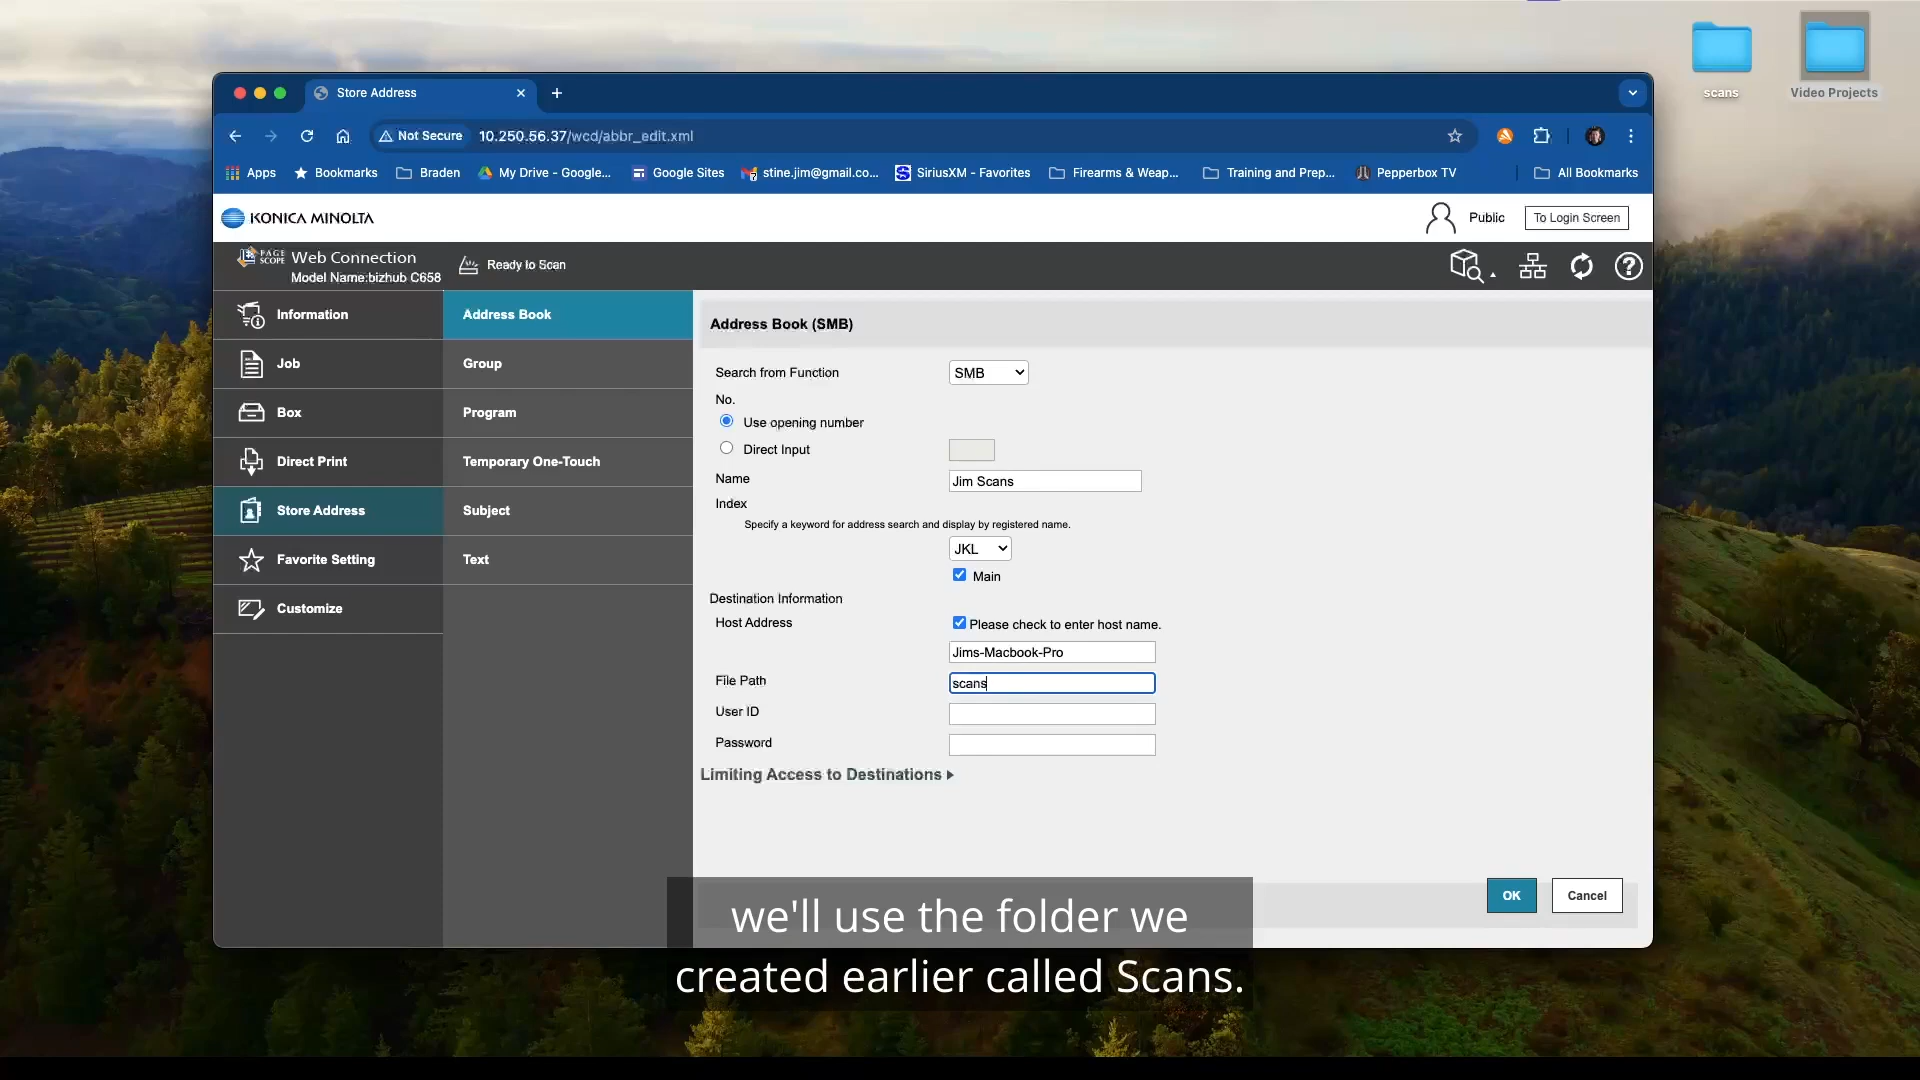 scans
Video Projects
Store Address
Not Secure
10.250.56.37/wcd/abbr_edit.xml
Apps
Bookmarks
Braden
My Drive - Google...
Google Sites
stine.jim@gmail.co...
SiriusXM - Favorites
Firearms & Weap...
Training and Prep...
Pepperbox TV
All Bookmarks
KONICA MINOLTA
Public
To Login Screen
PAGE SCOPE
Web Connection
Model Name:bizhub C658
Ready to Scan
Information
Job
Box
Direct Print
Store Address
Favorite Setting
Customize
Address Book
Group
Program
Temporary One-Touch
Subject
Text
Address Book (SMB)
Search from Function
SMB
No.
Use opening number
Direct Input
Name
Jim Scans
Index
Specify a keyword for address search and display by registered name.
JKL
Main
Destination Information
Host Address
Please check to enter host name.
Jims-Macbook-Pro
File Path
scans
User ID
Password
Limiting Access to Destinations
OK
Cancel
we'll use the folder we
created earlier called Scans.